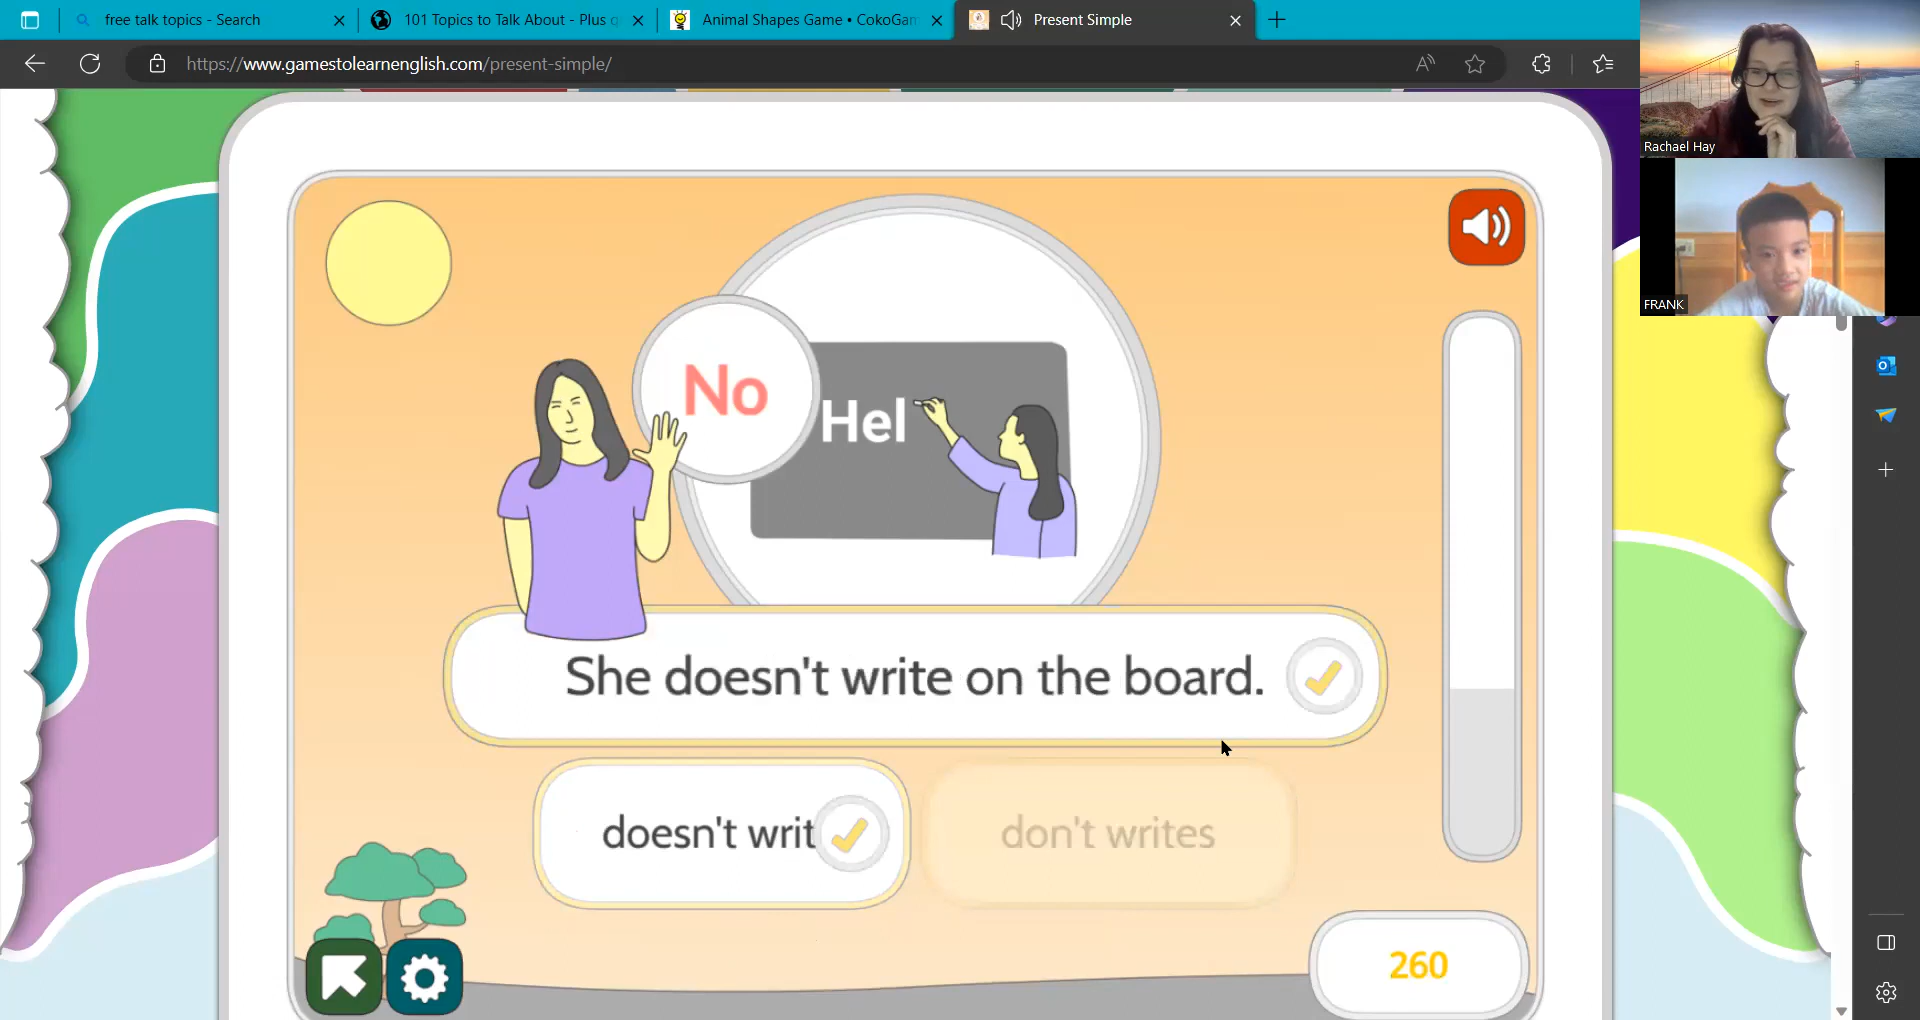 free talk topics - Search
101 Topics to Talk About - Plus q
Animal Shapes Game • CokoGam
Present Simple
https://www.gamestolearnenglish.com/present-simple/
Rachael Hay
FRANK
No
Hel
She doesn't write on the board.
doesn't writ
don't writes
260